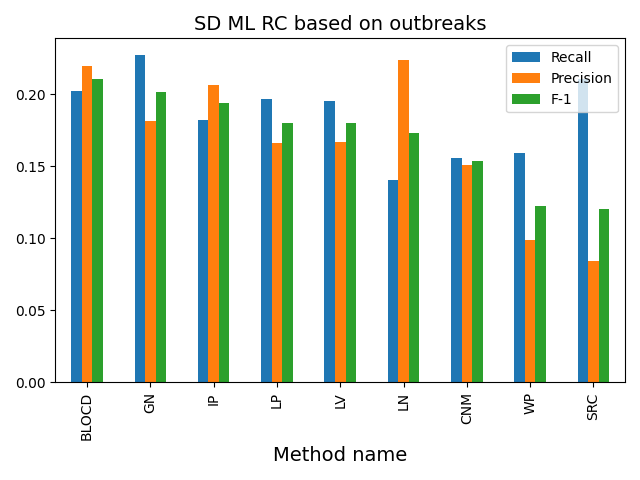 SD ML RC based on outbreaks
Recall
Precision
F-1
0.20
0.15
0.10
0.05
0.00
BLOCD
GN
IP
LP
LV
LN
CNM
WP
SRC
Method name